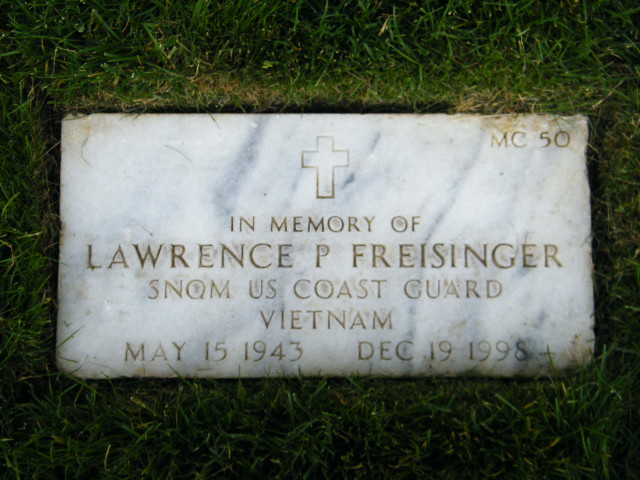 MC 50
IN MEMORY OF
LAWRENCE P FREISINGER
SNQM US COAST GUARD
VIETNAM
MAY 15 1943 DEC 19 1998